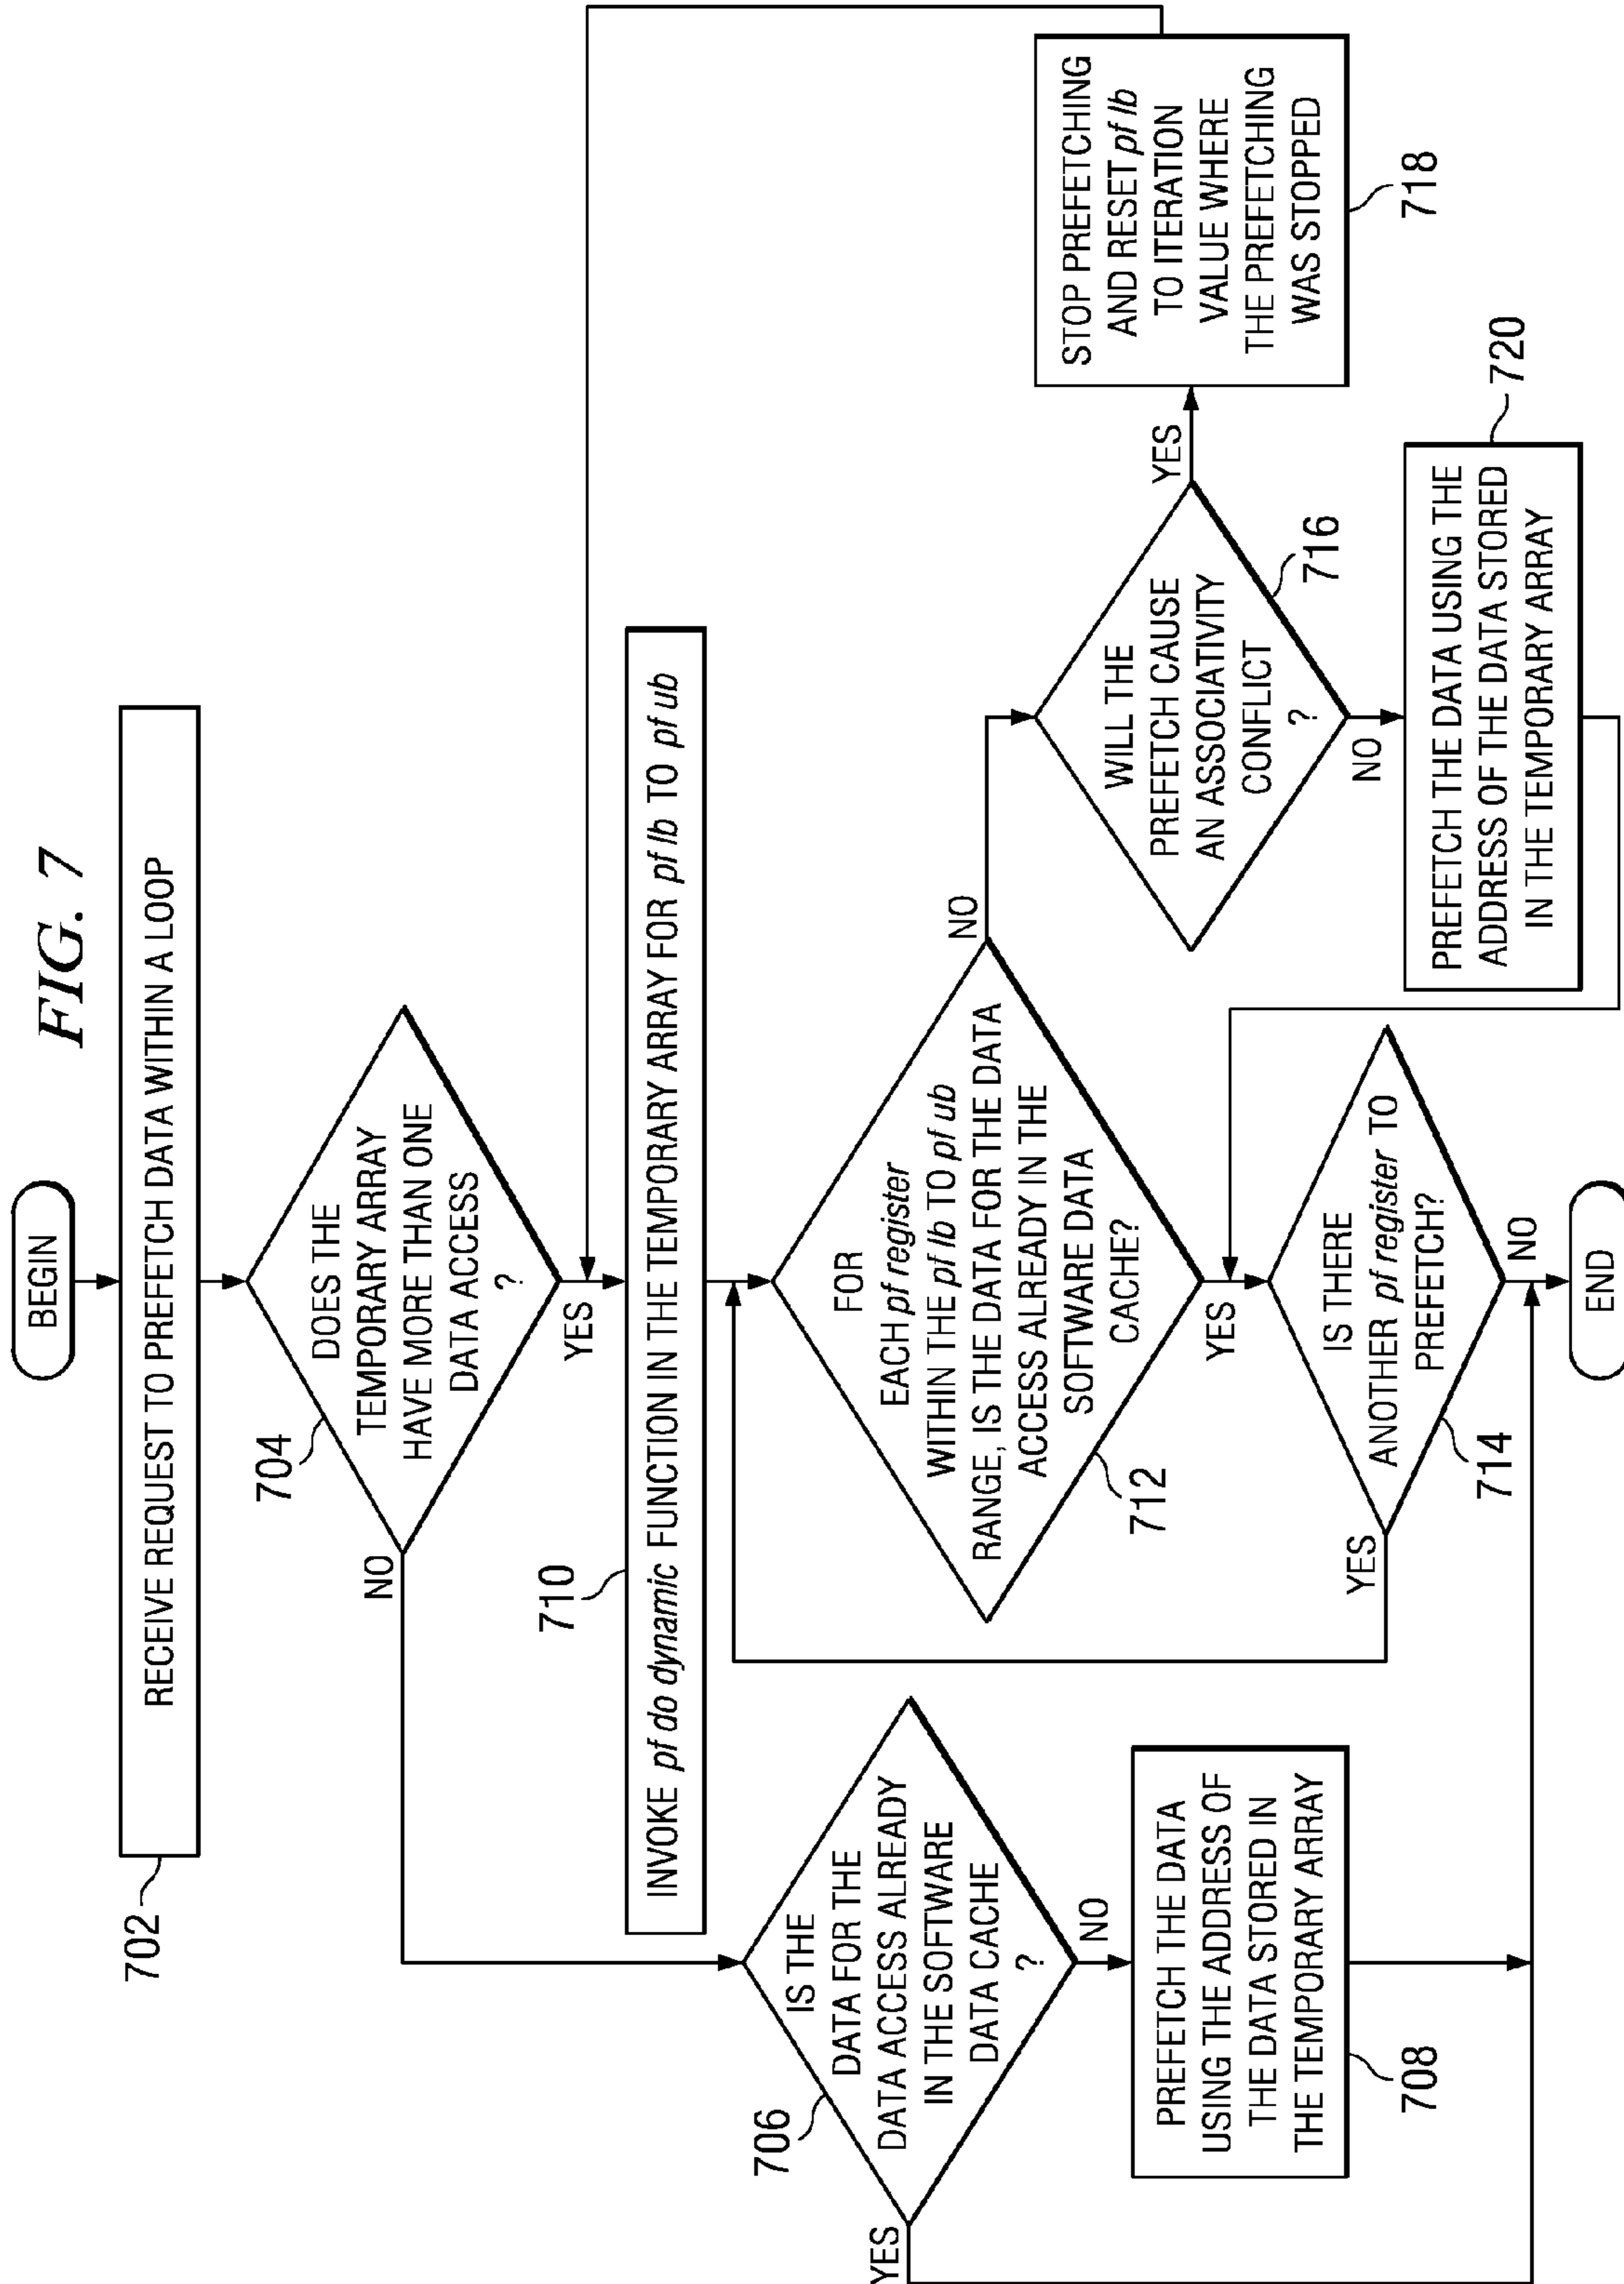 FIG. 7
BEGIN
RECEIVE REQUEST TO PREFETCH DATA WITHIN A LOOP
702
DOES THE
TEMPORARY ARRAY
HAVE MORE THAN ONE
DATA ACCESS
?
704
NO
YES
IS THE
DATA FOR THE
DATA ACCESS ALREADY
IN THE SOFTWARE
DATA CACHE
?
706
YES
NO
PREFETCH THE DATA
USING THE ADDRESS OF
THE DATA STORED IN
THE TEMPORARY ARRAY
708
710
INVOKE pf do dynamic FUNCTION IN THE TEMPORARY ARRAY FOR pf lb TO pf ub
FOR
EACH pf register
WITHIN THE pf lb TO pf ub
RANGE, IS THE DATA FOR THE DATA
ACCESS ALREADY IN THE
SOFTWARE DATA
CACHE?
712
NO
YES
IS THERE
ANOTHER pf register TO
PREFETCH?
714
YES
NO
END
WILL THE
PREFETCH CAUSE
AN ASSOCIATIVITY
CONFLICT
?
716
YES
NO
STOP PREFETCHING
AND RESET pf lb
TO ITERATION
VALUE WHERE
THE PREFETCHING
WAS STOPPED
718
720
PREFETCH THE DATA USING THE
ADDRESS OF THE DATA STORED
IN THE TEMPORARY ARRAY